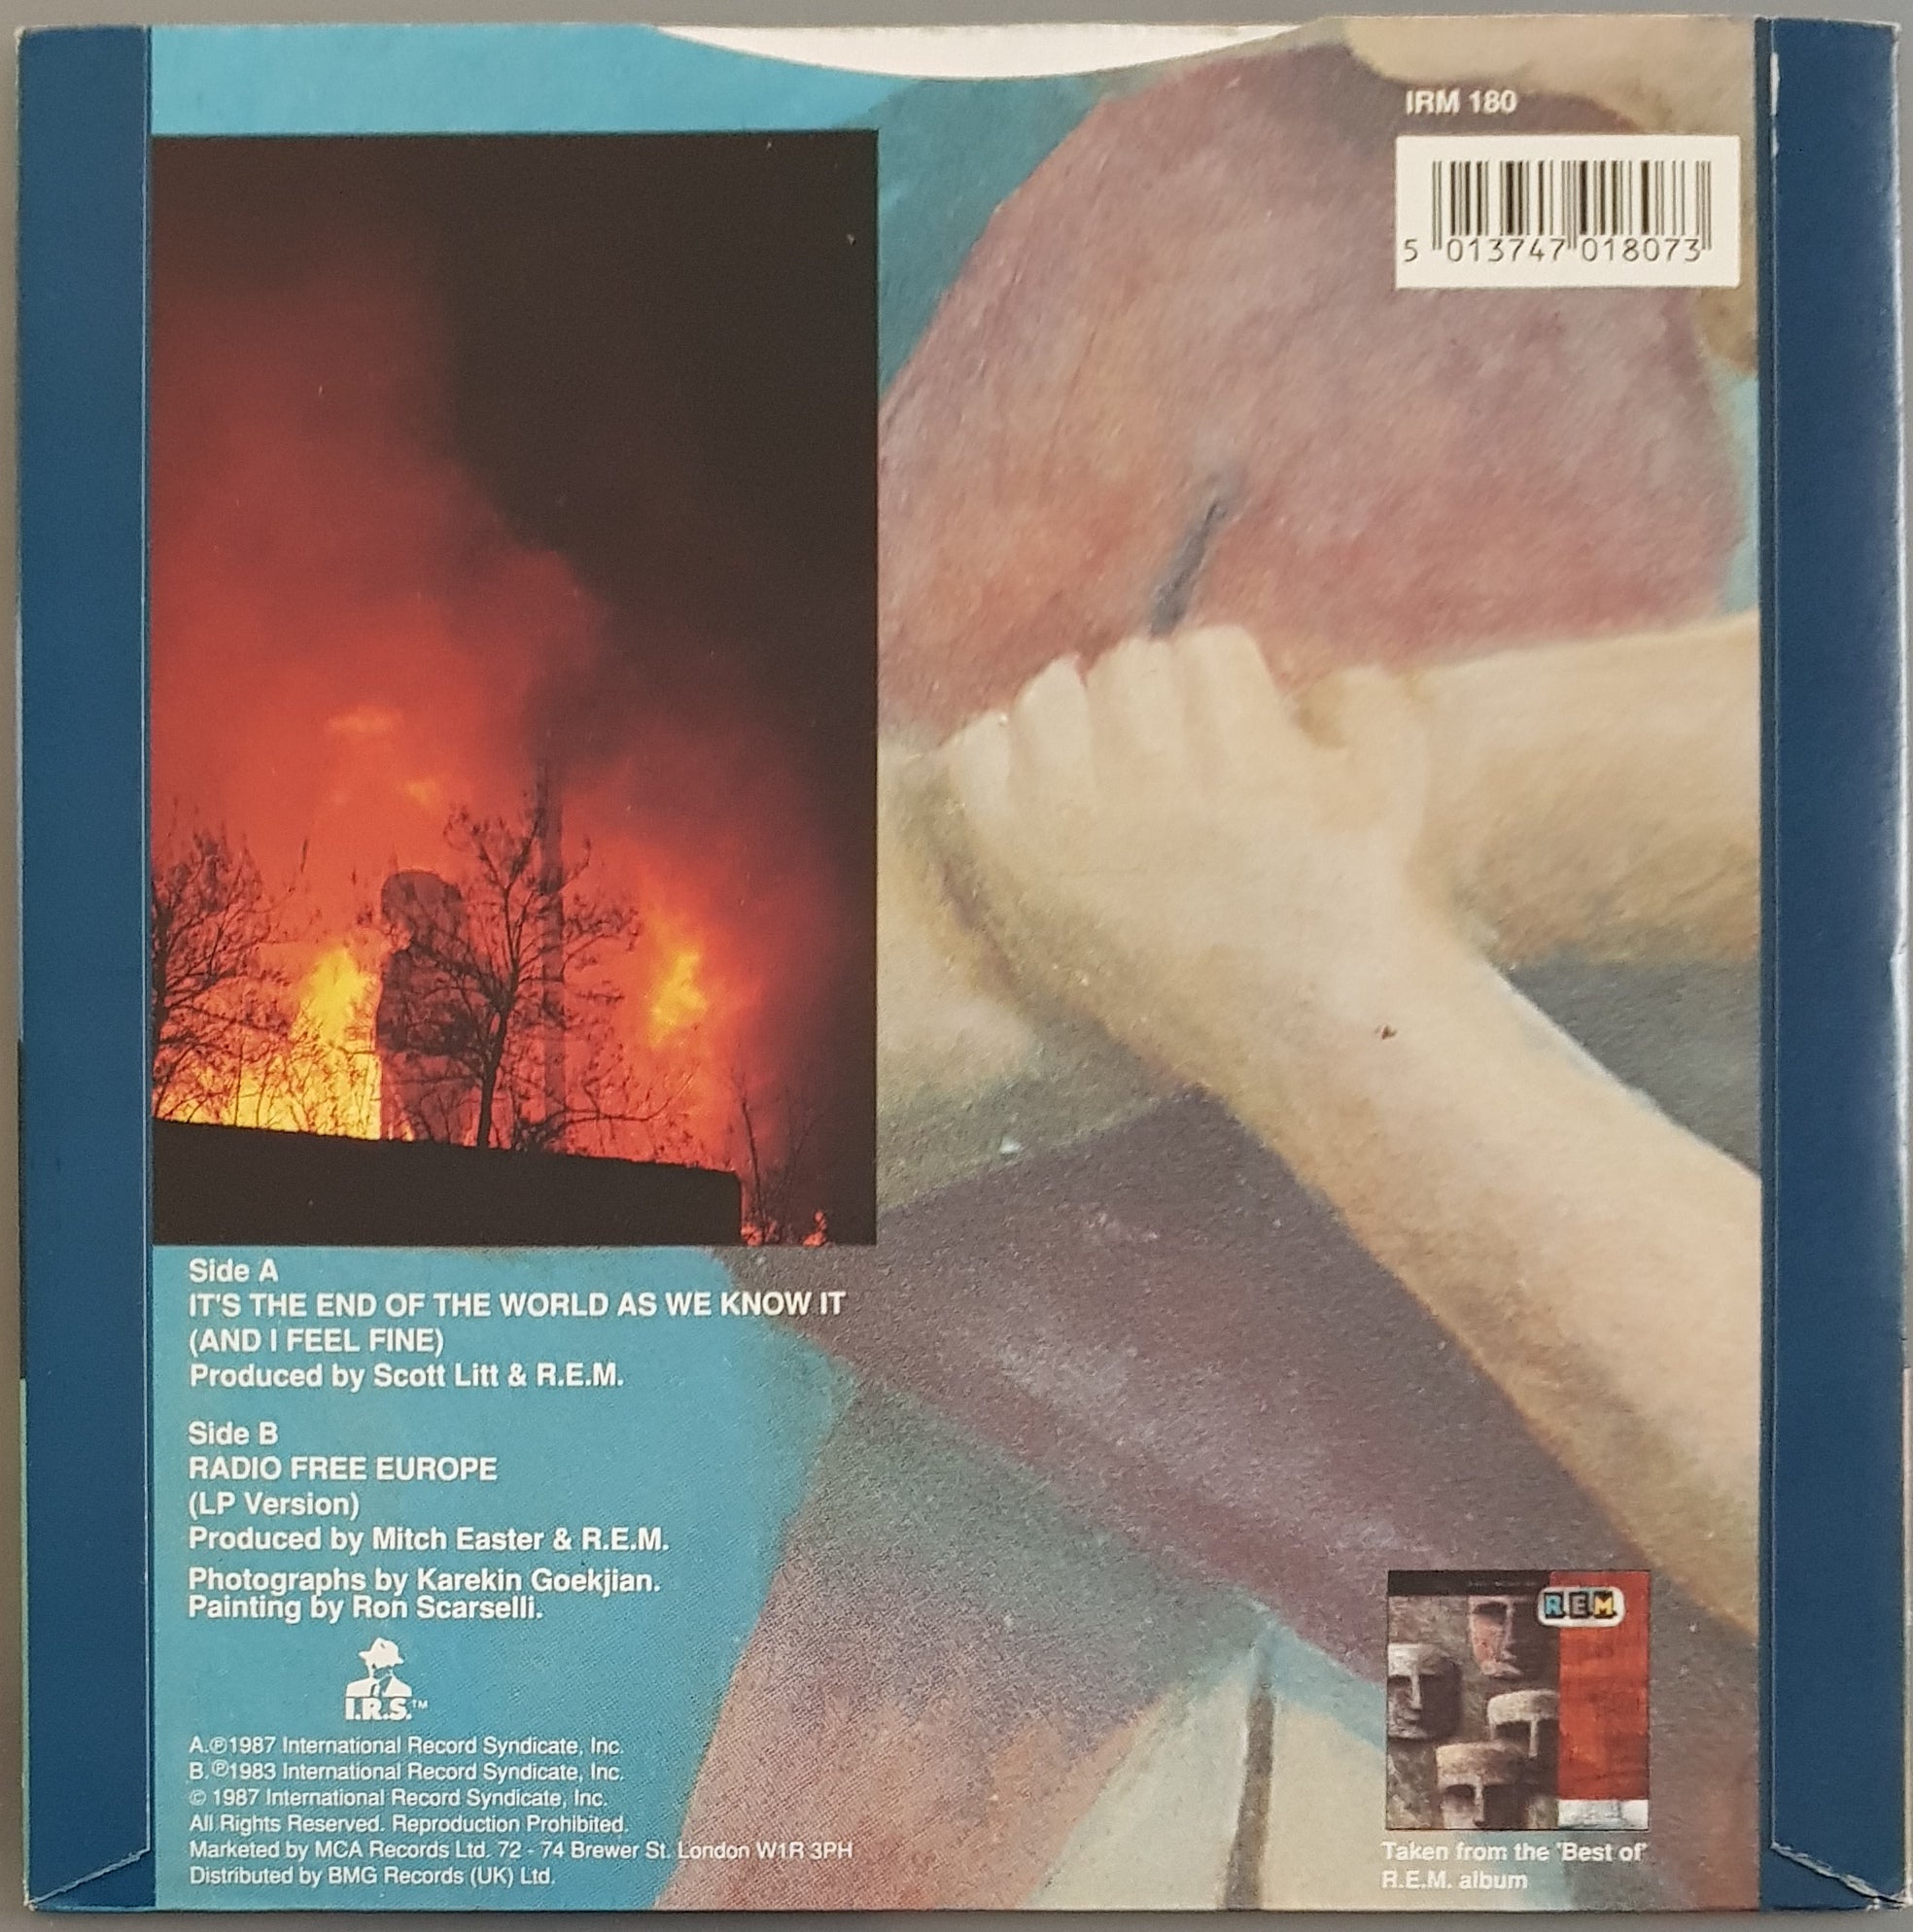 IRM 180
5 013747 018073
Side A
IT'S THE END OF THE WORLD AS WE KNOW IT
(AND I FEEL FINE)
Produced by Scott Litt & R.E.M.
Side B
RADIO FREE EUROPE
(LP Version)
Produced by Mitch Easter & R.E.M.
Photographs by Karekin Goekjian.
Painting by Ron Scarselli.
I.R.S.™
A.℗1987 International Record Syndicate, Inc.
B.℗1983 International Record Syndicate, Inc.
© 1987 International Record Syndicate, Inc.
All Rights Reserved. Reproduction Prohibited.
Marketed by MCA Records Ltd. 72 - 74 Brewer St. London W1R 3PH
Distributed by BMG Records (UK) Ltd.
R.E.M.
Taken from the 'Best of'
R.E.M. album